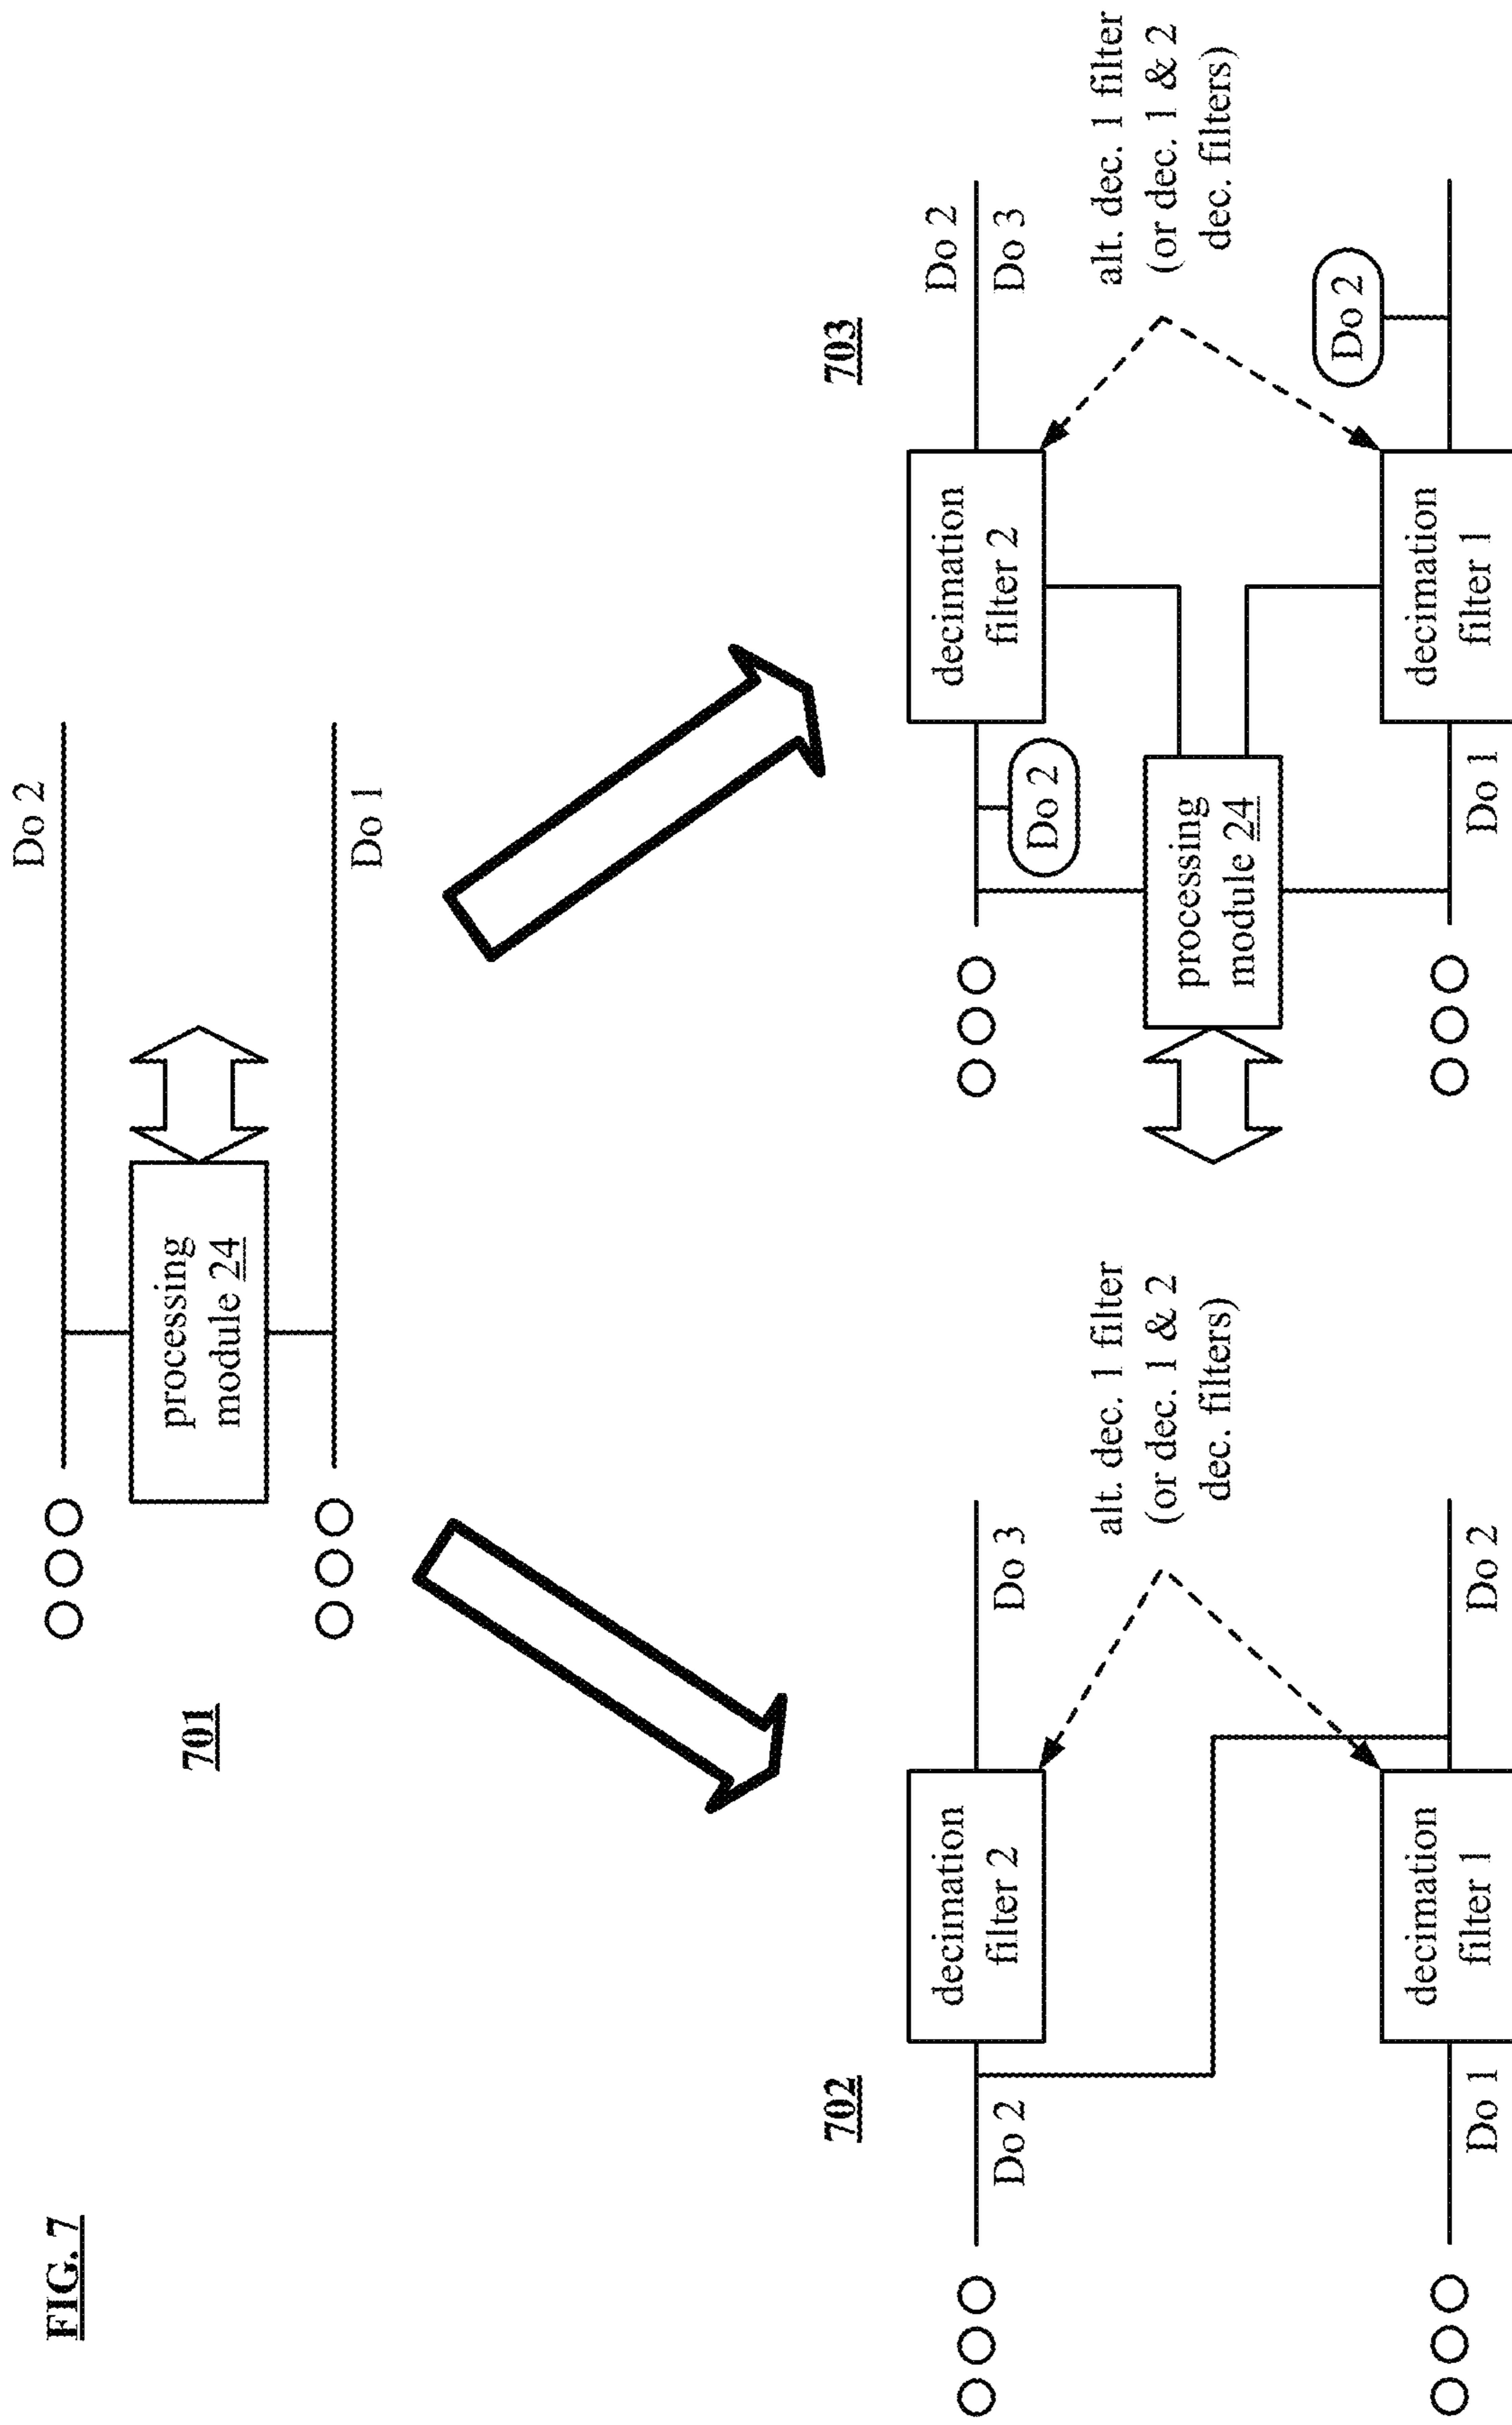 FIG. 7
701
processing
module 24
Do 2
Do 1
702
Do 2
decimation
filter 2
Do 3
Do 1
decimation
filter 1
Do 2
alt. dec. 1 filter
(or dec. 1 & 2
dec. filters)
703
Do 2
decimation
filter 2
Do 2
Do 3
processing
module 24
Do 1
decimation
filter 1
Do 2
alt. dec. 1 filter
(or dec. 1 & 2
dec. filters)